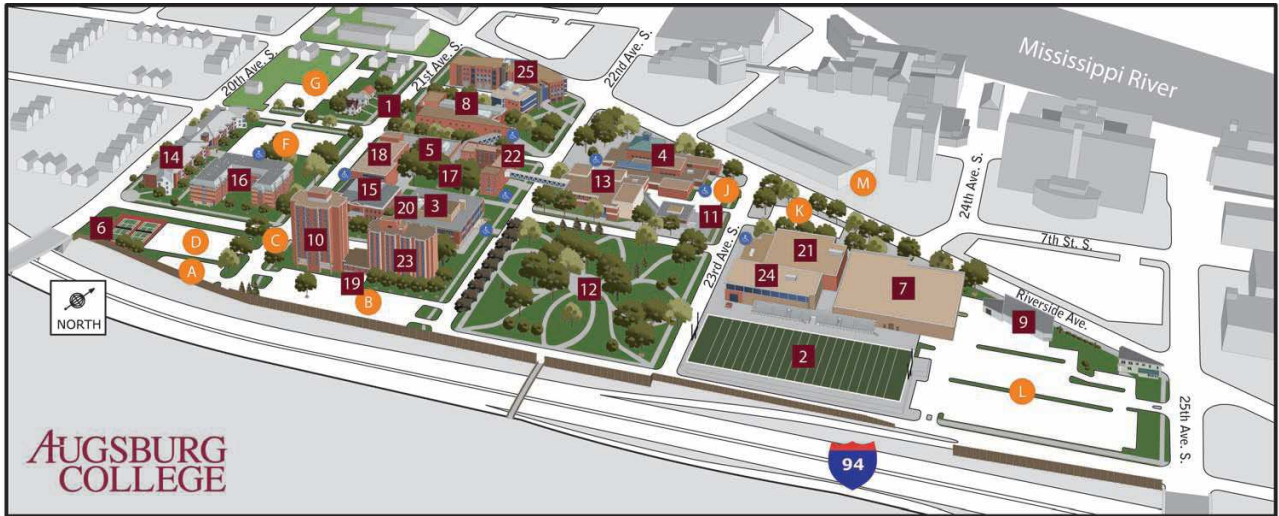 Mississippi River
20th Ave. S.
21st Ave. S.
22nd Ave. S.
G
25
1
8
F
14
16
18
5
22
4
17
13
15
J
M
24th Ave. S.
20
3
11
K
7th St. S.
6
D
C
10
23
23rd Ave. S.
21
A
19
B
12
24
7
Riverside Ave.
9
NORTH
2
L
25th Ave. S.
AUGSBURG
COLLEGE
94